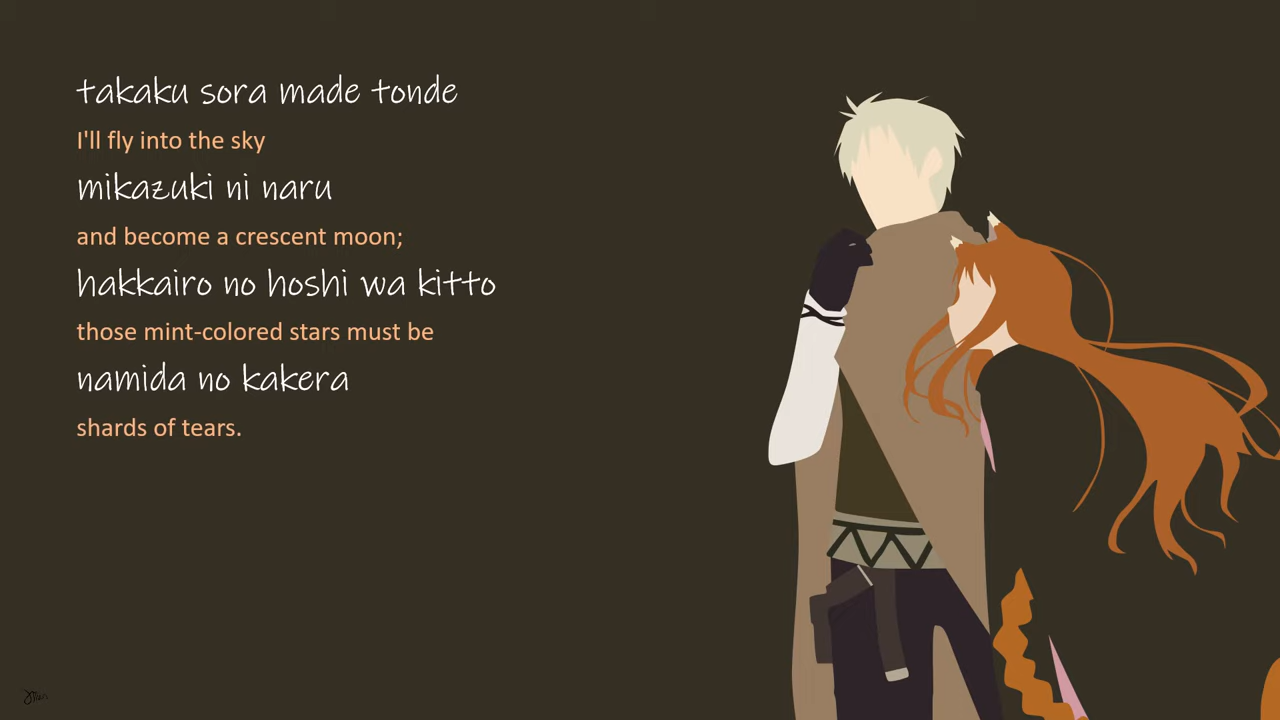 takaku sora made tonde
I'll fly into the sky
mikazuki ni naru
and become a crescent moon;
hakkairo no hoshi wa kitto
those mint-colored stars must be
namida no kakera
shards of tears.